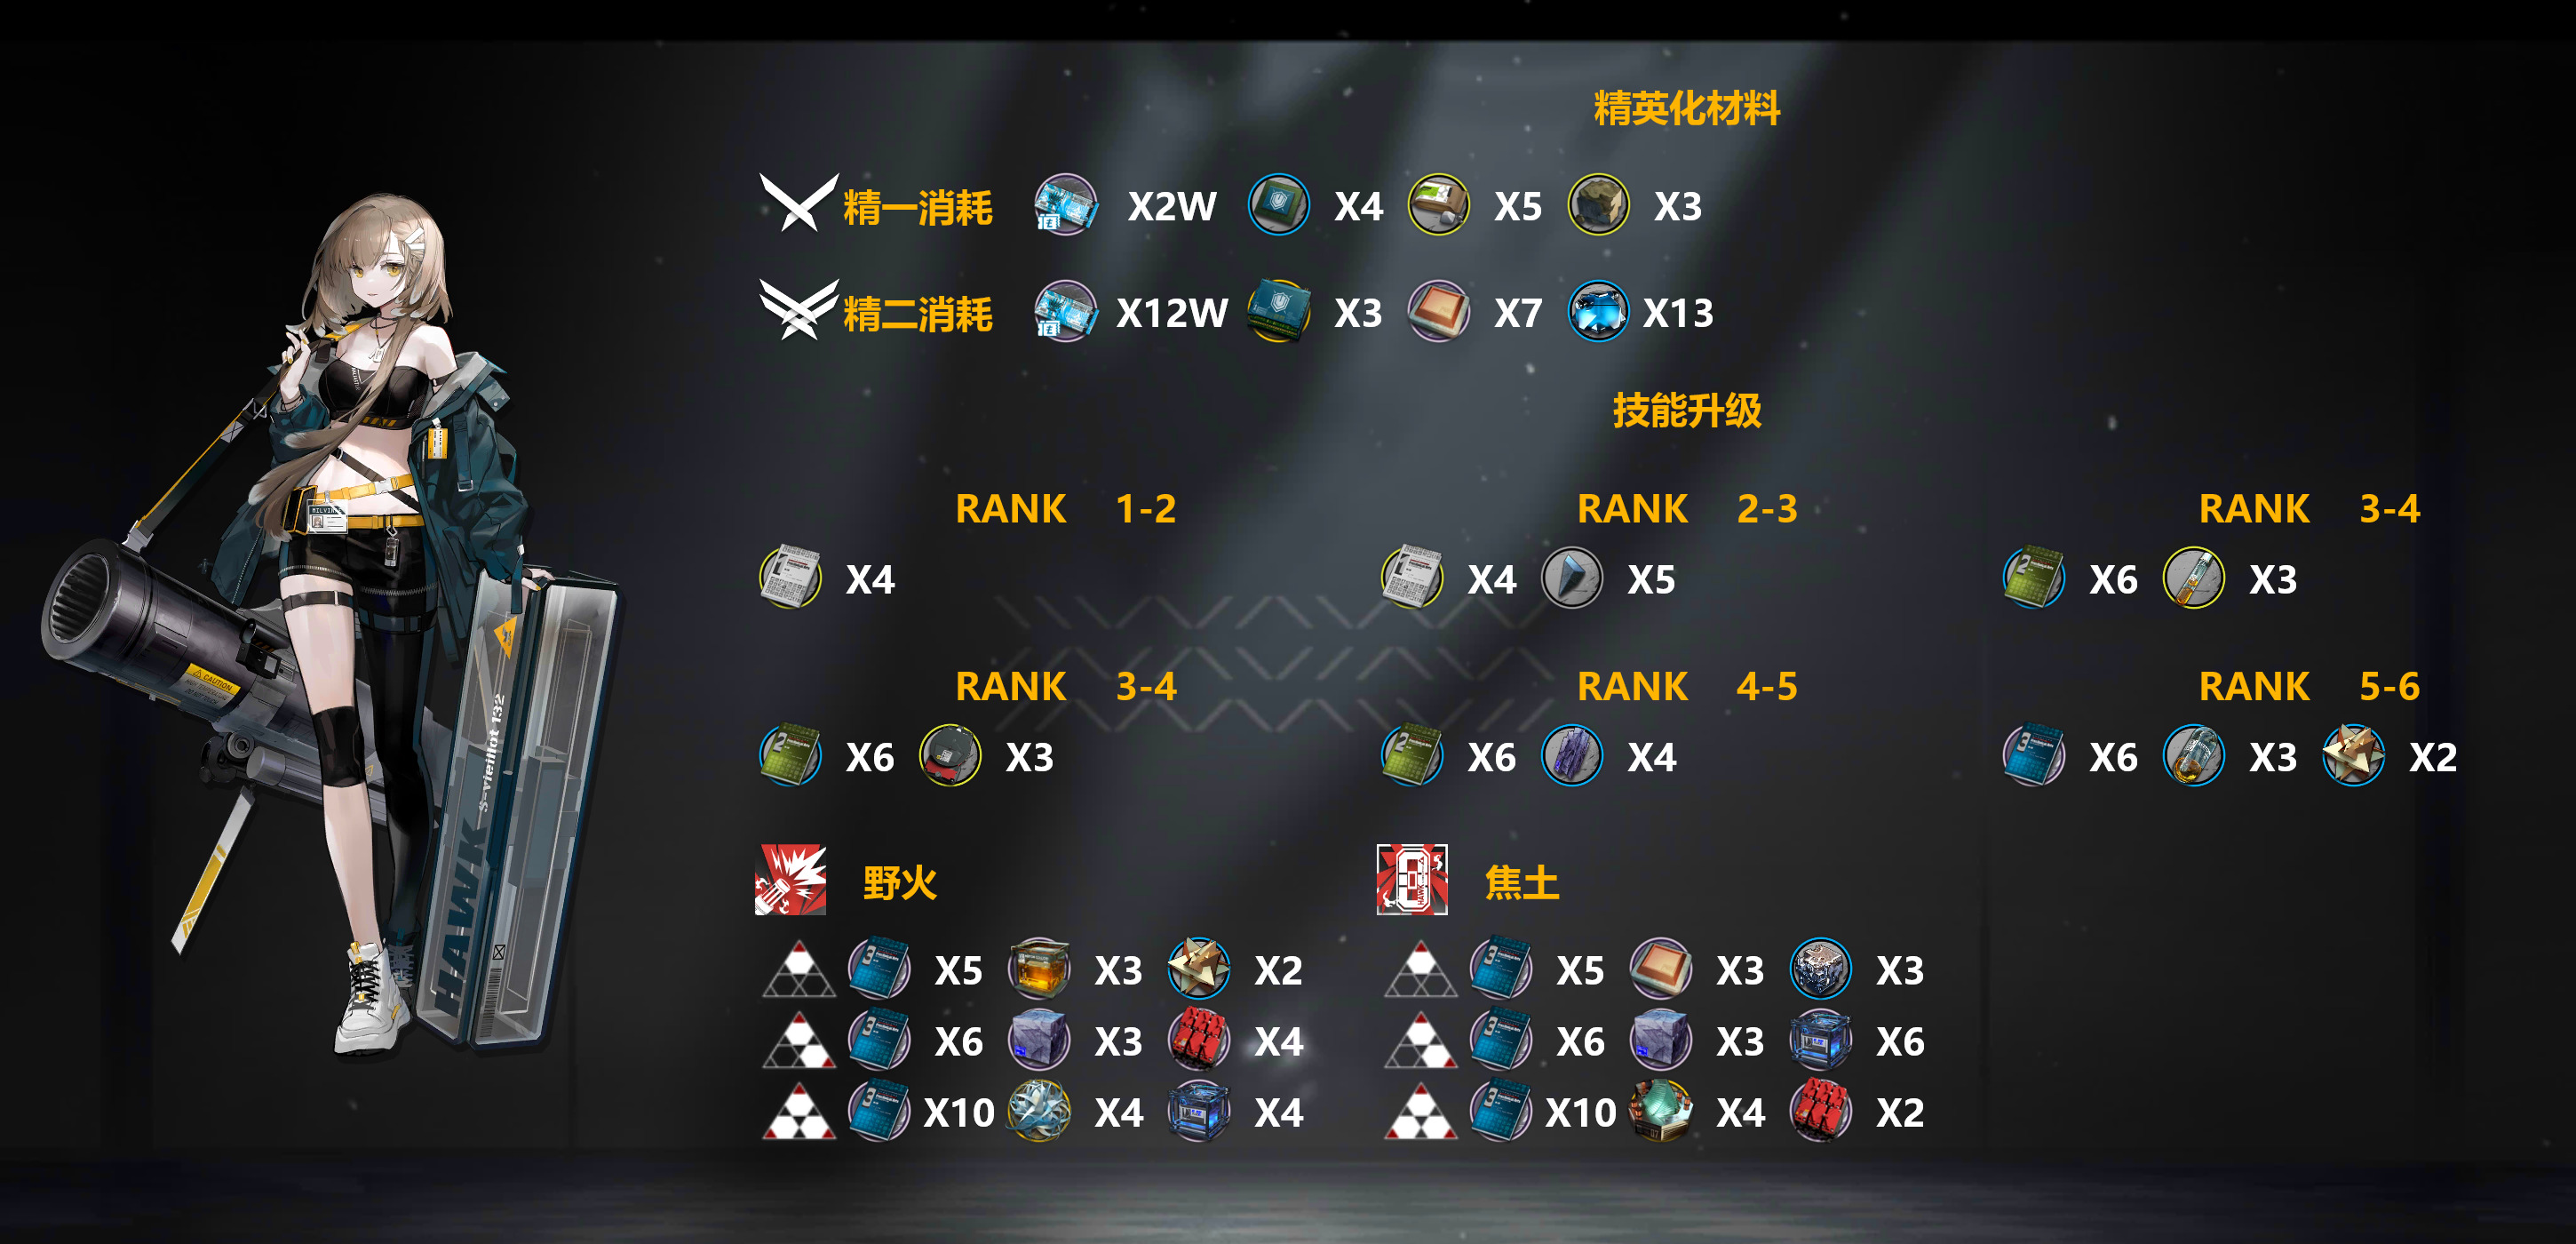 精英化材料
精一消耗 X2W X4 X5 X3
精二消耗 X12W X3 X7 X13
技能升级
RANK 1-2
X4
RANK 2-3
X4 X5
RANK 3-4
X6 X3
RANK 3-4
X6 X3
RANK 4-5
X6 X4
RANK 5-6
X6 X3 X2
野火
X5 X3 X2
X6 X3 X4
X10 X4 X4
焦土
X5 X3 X3
X6 X3 X6
X10 X4 X2
CAUTION
HAWK
S-vieillot 132